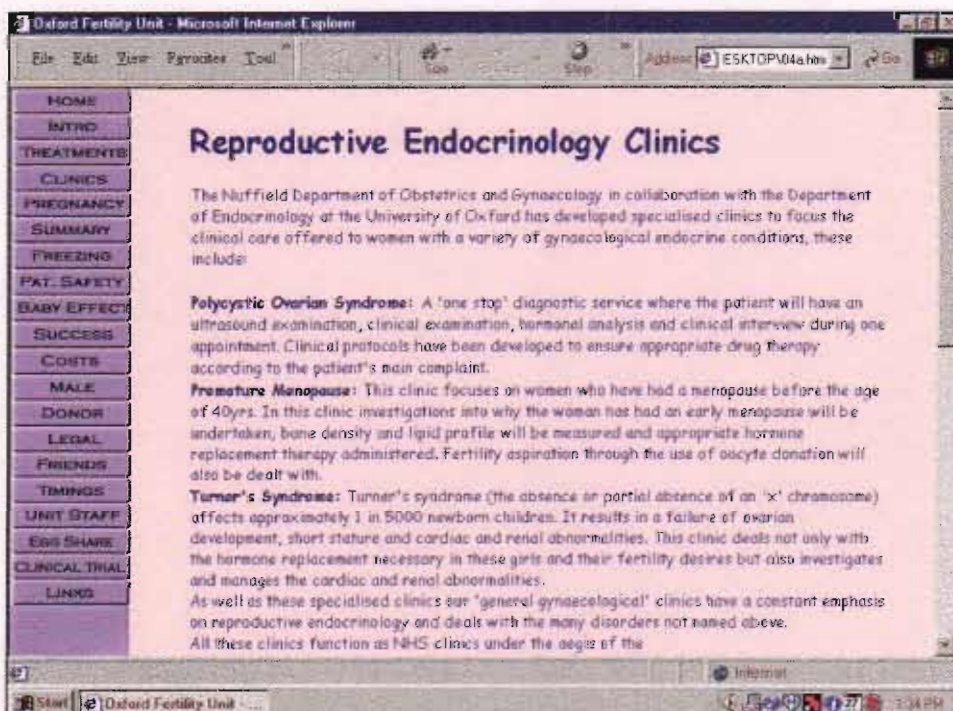 Oxford Fertility Unit - Microsoft Internet Explorer
File Edit View Favorites Tool
Stop
Address ESKTOP\04a.htm Go
HOME
INTRO
TREATMENTS
CLINICS
PREGNANCY
SUMMARY
FREEZING
PAT. SAFETY
BABY EFFECT
SUCCESS
COSTS
MALE
DONOR
LEGAL
FRIENDS
TIMINGS
UNIT STAFF
EGG SHARE
CLINICAL TRIAL
LINKS
Reproductive Endocrinology Clinics
The Nuffield Department of Obstetrics and Gynaecology in collaboration with the Department
of Endocrinology at the University of Oxford has developed specialised clinics to focus the
clinical care offered to women with a variety of gynaecological endocrine conditions, these
include:
Polycystic Ovarian Syndrome: A 'one stop' diagnostic service where the patient will have an
ultrasound examination, clinical examination, hormonal analysis and clinical interview during one
appointment. Clinical protocols have been developed to ensure appropriate drug therapy
according to the patient's main complaint.
Premature Menopause: This clinic focuses on women who have had a menopause before the age
of 40yrs. In this clinic investigations into why the woman has had an early menopause will be
undertaken, bone density and lipid profile will be measured and appropriate hormone
replacement therapy administered. Fertility aspiration through the use of oocyte donation will
also be dealt with.
Turner's Syndrome: Turner's syndrome (the absence or partial absence of an 'x' chromosome)
affects approximately 1 in 5000 newborn children. It results in a failure of ovarian
development, short stature and cardiac and renal abnormalities. This clinic deals not only with
the hormone replacement necessary in these girls and their fertility desires but also investigates
and manages the cardiac and renal abnormalities.
As well as these specialised clinics our 'general gynaecological' clinics have a constant emphasis
on reproductive endocrinology and deals with the many disorders not named above.
All these clinics function as NHS clinics under the aegis of the
Internet
Start Oxford Fertility Unit - ... 3:34 PM